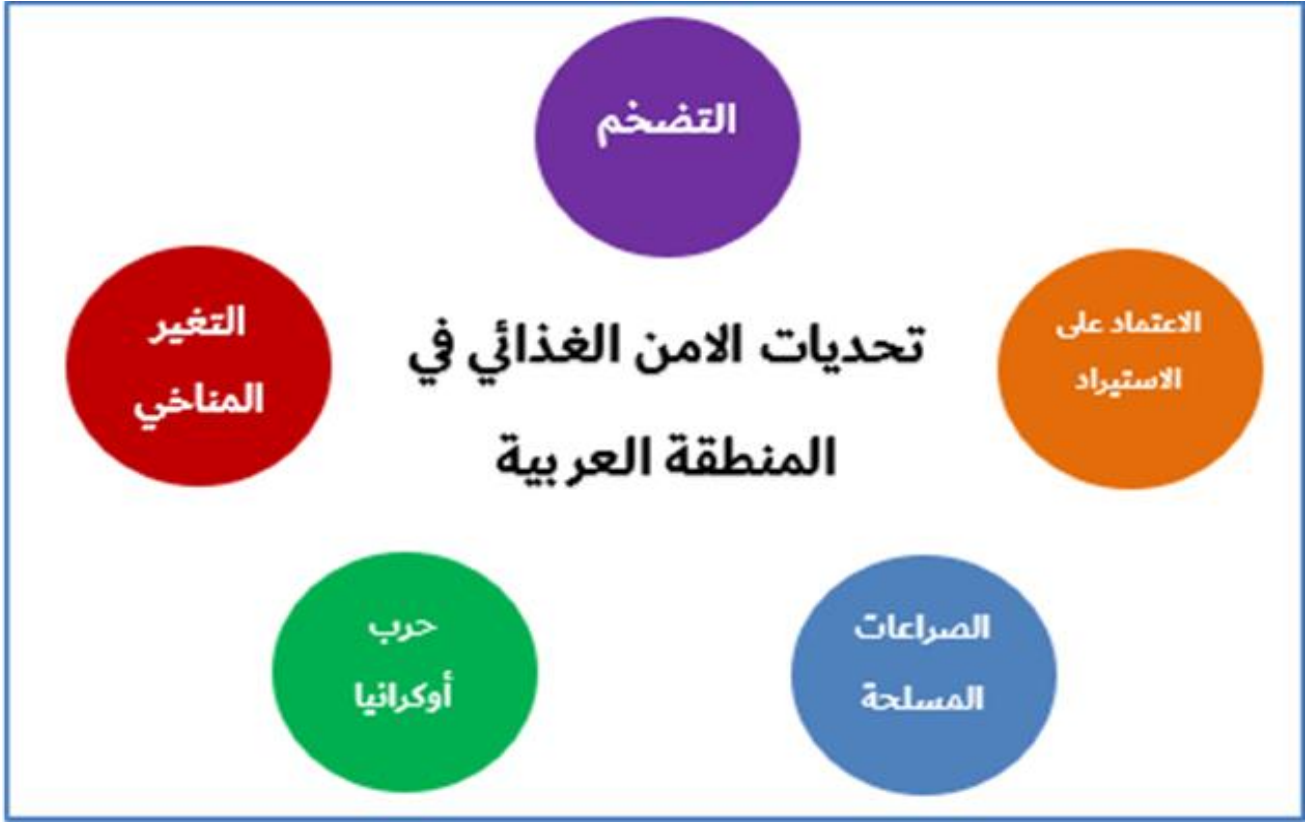 التضخم
الاعتماد على
الاستيراد
تحديات الامن الغذائي في
المنطقة العربية
التغير
المناخي
الصراعات
المسلحة
حرب
أوكرانيا